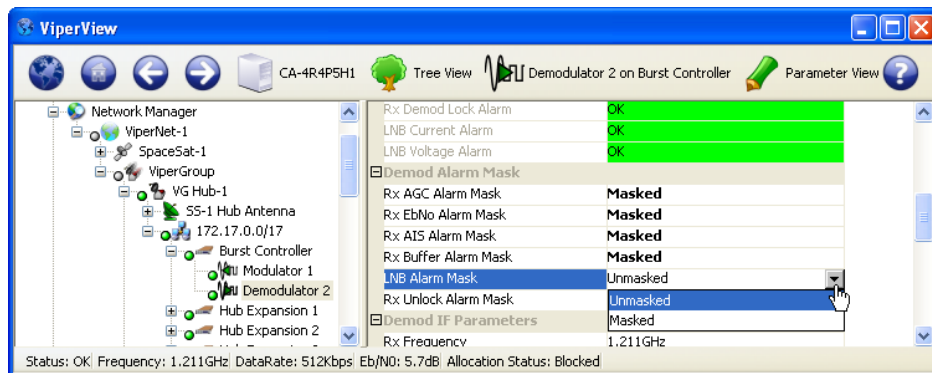 ViperView
CA-4R4P5H1 Tree View Demodulator 2 on Burst Controller Parameter View
Network Manager
ViperNet-1
SpaceSat-1
ViperGroup
VG Hub-1
SS-1 Hub Antenna
172.17.0.0/17
Burst Controller
Modulator 1
Demodulator 2
Hub Expansion 1
Hub Expansion 2
Rx Demod Lock Alarm OK
LNB Current Alarm OK
LNB Voltage Alarm OK
Demod Alarm Mask
Rx AGC Alarm Mask Masked
Rx EbNo Alarm Mask Masked
Rx AIS Alarm Mask Masked
Rx Buffer Alarm Mask Masked
LNB Alarm Mask Unmasked
Rx Unlock Alarm Mask Unmasked
Demod IF Parameters Masked
Rx Frequency 1.211GHz
Status: OK Frequency: 1.211GHz DataRate: 512Kbps Eb/N0: 5.7dB Allocation Status: Blocked